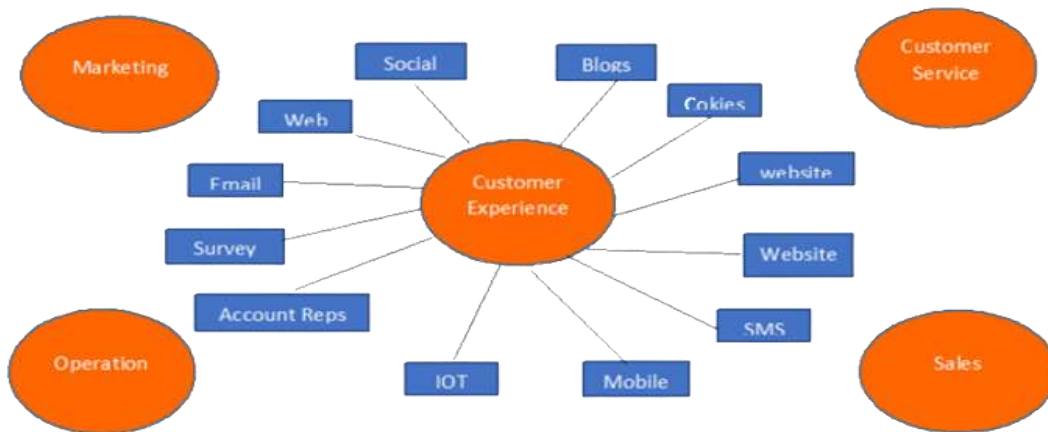 Marketing
Social
Blogs
Customer
Service
Web
Cokies
Email
Customer
Experience
website
Survey
Website
Account Reps
SMS
Operation
IOT
Mobile
Sales